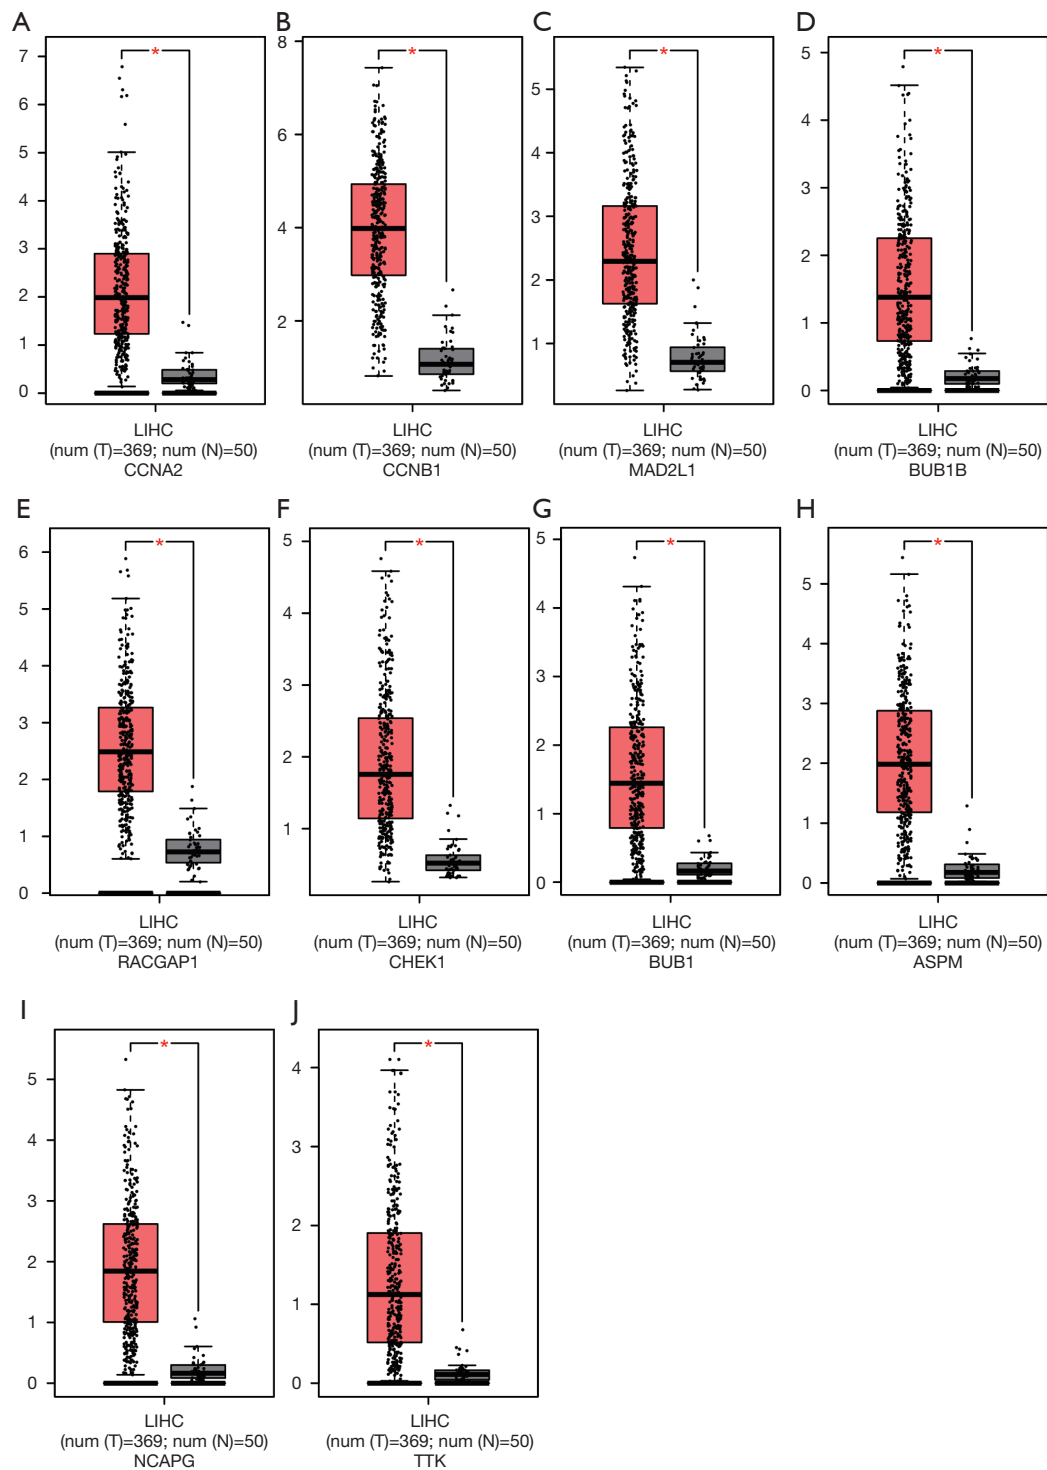 A
7
6
5
4
3
2
1
0
*
LIHC
(num (T)=369; num (N)=50)
CCNA2
B
8
6
4
2
*
LIHC
(num (T)=369; num (N)=50)
CCNB1
C
5
4
3
2
1
*
LIHC
(num (T)=369; num (N)=50)
MAD2L1
D
5
4
3
2
1
0
*
LIHC
(num (T)=369; num (N)=50)
BUB1B
E
6
5
4
3
2
1
0
*
LIHC
(num (T)=369; num (N)=50)
RACGAP1
F
5
4
3
2
1
*
LIHC
(num (T)=369; num (N)=50)
CHEK1
G
5
4
3
2
1
0
*
LIHC
(num (T)=369; num (N)=50)
BUB1
H
5
4
3
2
1
0
*
LIHC
(num (T)=369; num (N)=50)
ASPM
I
5
4
3
2
1
0
*
LIHC
(num (T)=369; num (N)=50)
NCAPG
J
4
3
2
1
0
*
LIHC
(num (T)=369; num (N)=50)
TTK